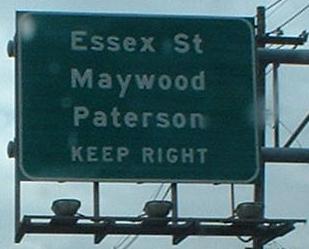 Essex St
Maywood
Paterson
KEEP RIGHT